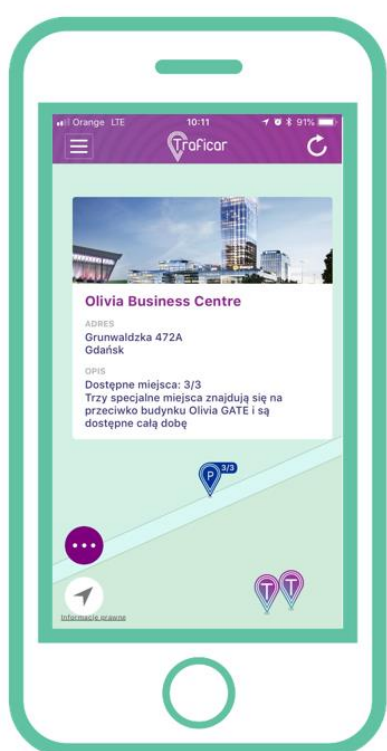 Orange LTE 10:11 91%
Traficar
Olivia Business Centre
ADRES
Grunwaldzka 472A
Gdańsk
OPIS
Dostępne miejsca: 3/3
Trzy specjalne miejsca znajdują się na
przeciwko budynku Olivia GATE i są
dostępne całą dobę
P 3/3
T T
Informacje prawne